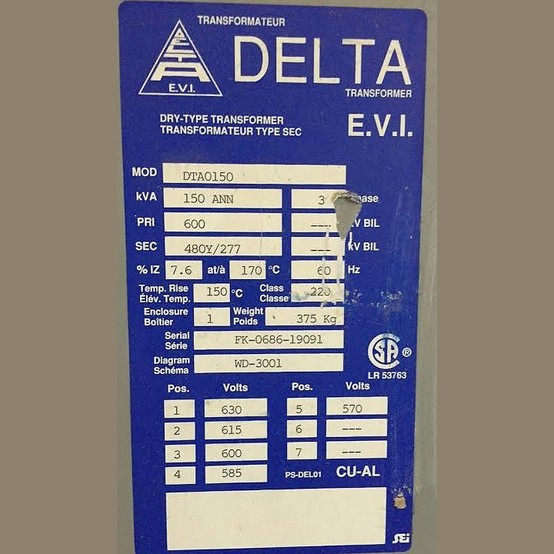 TRANSFORMATEUR
DELTA
E.V.I.
DELTA
TRANSFORMER
DRY-TYPE TRANSFORMER
TRANSFORMATEUR TYPE SEC
E.V.I.
MOD DTA0150
kVA 150 ANN 3
PRI 600 --- kV BIL
SEC 480Y/277 --- kV BIL
% IZ 7.6 at/à 170 °C 60 Hz
Temp. Rise
Élév. Temp. 150 °C Class
Classe 220
Enclosure
Boîtier 1 Weight
Poids 375 Kg
Serial
Série FK-0686-19091
Diagram
Schéma WD-3001
SA ®
LR 53763
Pos. Volts Pos. Volts
1 630 5 570
2 615 6 ---
3 600 7 ---
4 585 PS-DEL01 CU-AL
SEi